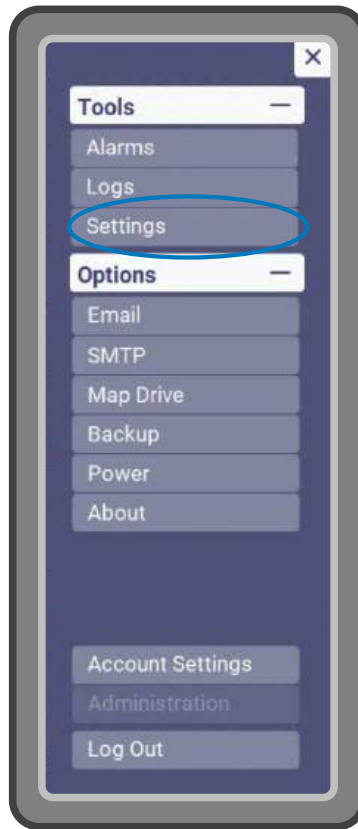 ×
Tools —
Alarms
Logs
Settings
Options —
Email
SMTP
Map Drive
Backup
Power
About
Account Settings
Administration
Log Out